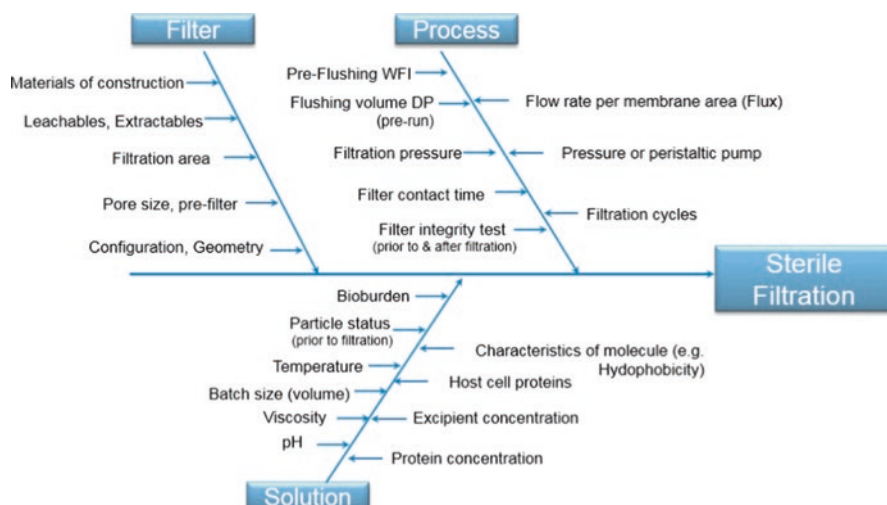 Filter
Process
Materials of construction
Leachables, Extractables
Filtration area
Pore size, pre-filter
Configuration, Geometry
Pre-Flushing WFI
Flushing volume DP
(pre-run)
Flow rate per membrane area (Flux)
Filtration pressure
Pressure or peristaltic pump
Filter contact time
Filtration cycles
Filter integrity test
(prior to & after filtration)
Sterile
Filtration
Bioburden
Particle status
(prior to filtration)
Characteristics of molecule (e.g.
Hydophobicity)
Temperature
Host cell proteins
Batch size (volume)
Viscosity
Excipient concentration
pH
Protein concentration
Solution